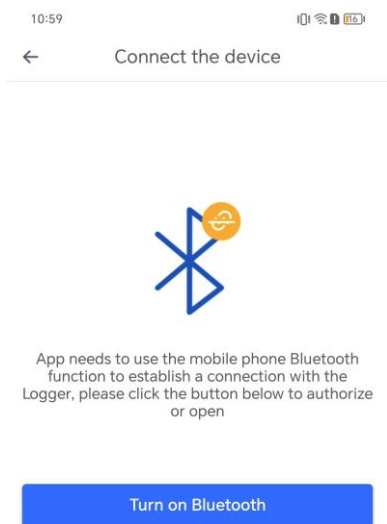 10:59
16
Connect the device
App needs to use the mobile phone Bluetooth
function to establish a connection with the
Logger, please click the button below to authorize
or open
Turn on Bluetooth